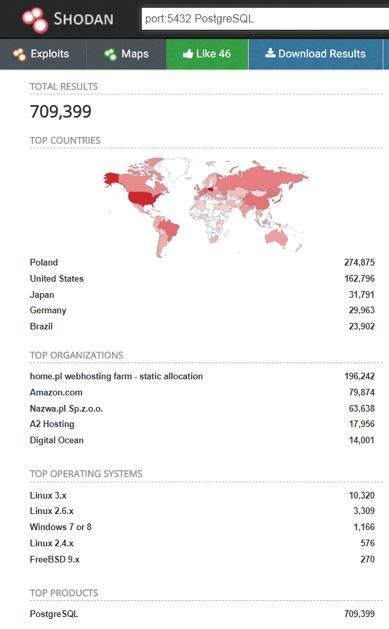 SHODAN
port:5432 PostgreSQL
Exploits
Maps
Like 46
Download Results
TOTAL RESULTS
709,399
TOP COUNTRIES
Poland 274,875
United States 162,796
Japan 31,791
Germany 29,963
Brazil 23,902
TOP ORGANIZATIONS
home.pl webhosting farm - static allocation 196,242
Amazon.com 79,874
Nazwa.pl Sp.z.o.o. 63,638
A2 Hosting 17,956
Digital Ocean 14,001
TOP OPERATING SYSTEMS
Linux 3.x 10,320
Linux 2.6.x 3,309
Windows 7 or 8 1,166
Linux 2.4.x 576
FreeBSD 9.x 270
TOP PRODUCTS
PostgreSQL 709,399